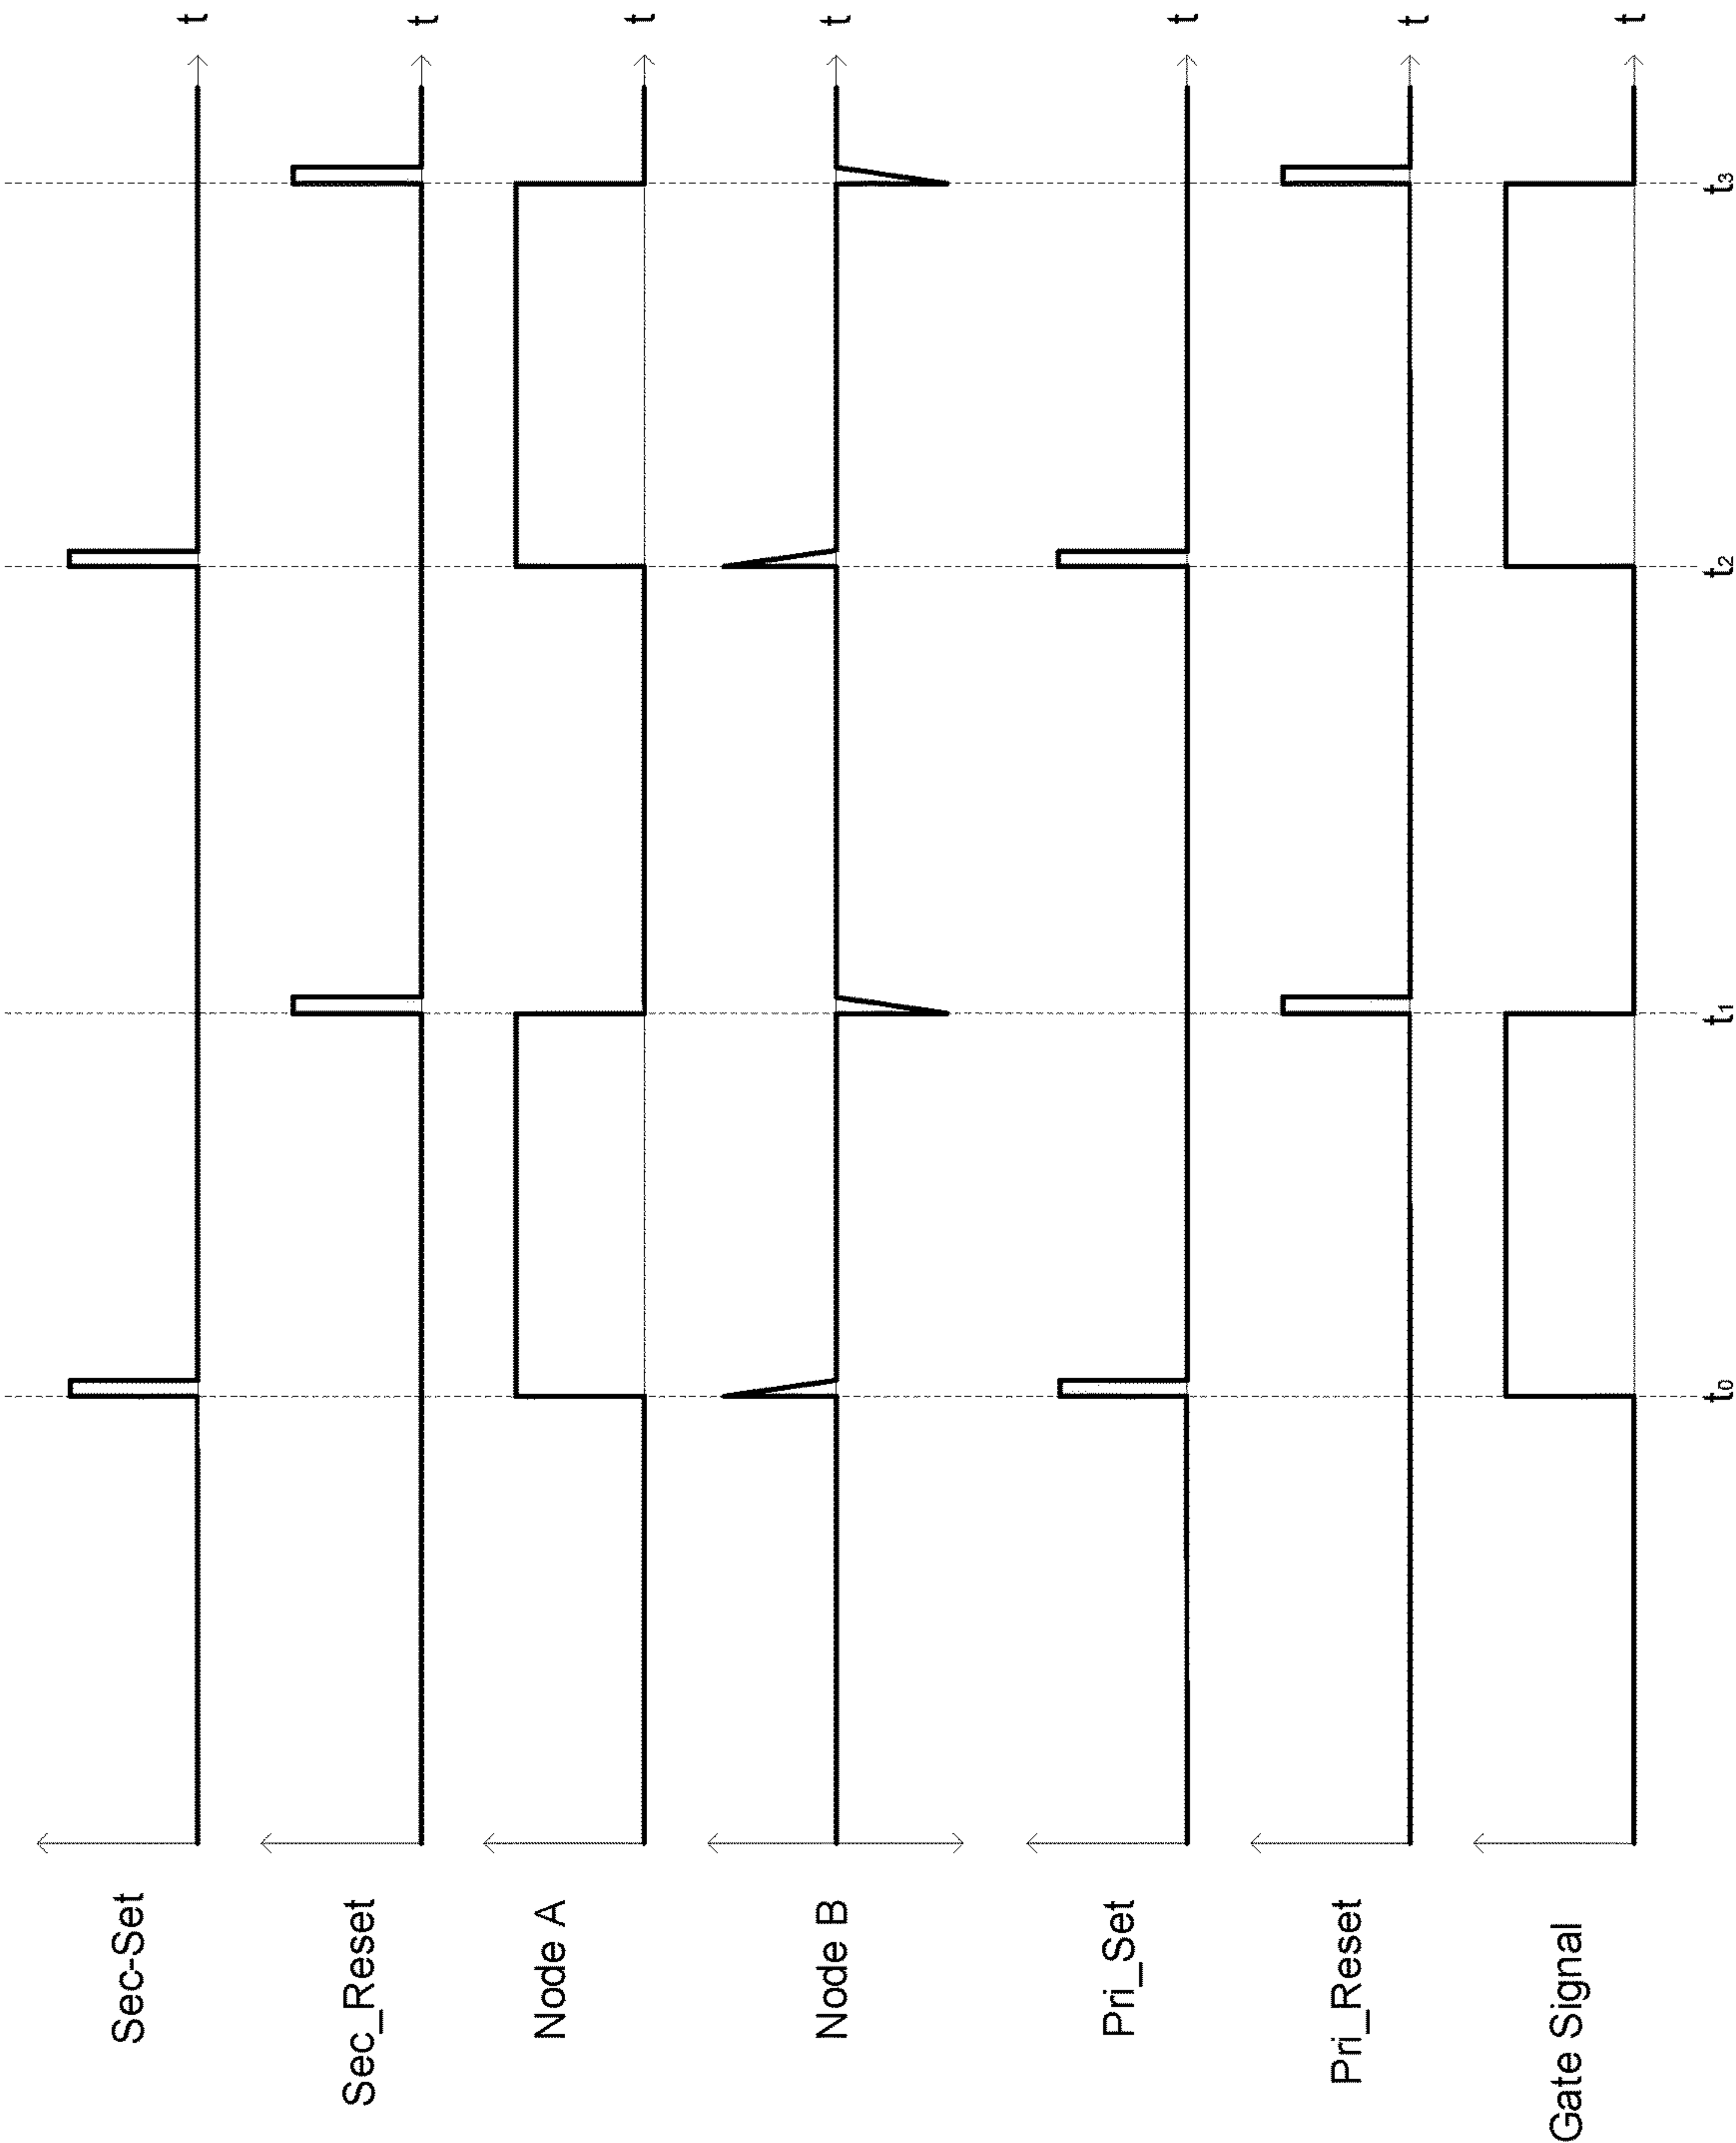 Sec-Set
t
Sec_Reset
t
Node A
t
Node B
t
Pri_Set
t
Pri_Reset
t
Gate Signal
t
t0 t1 t2 t3